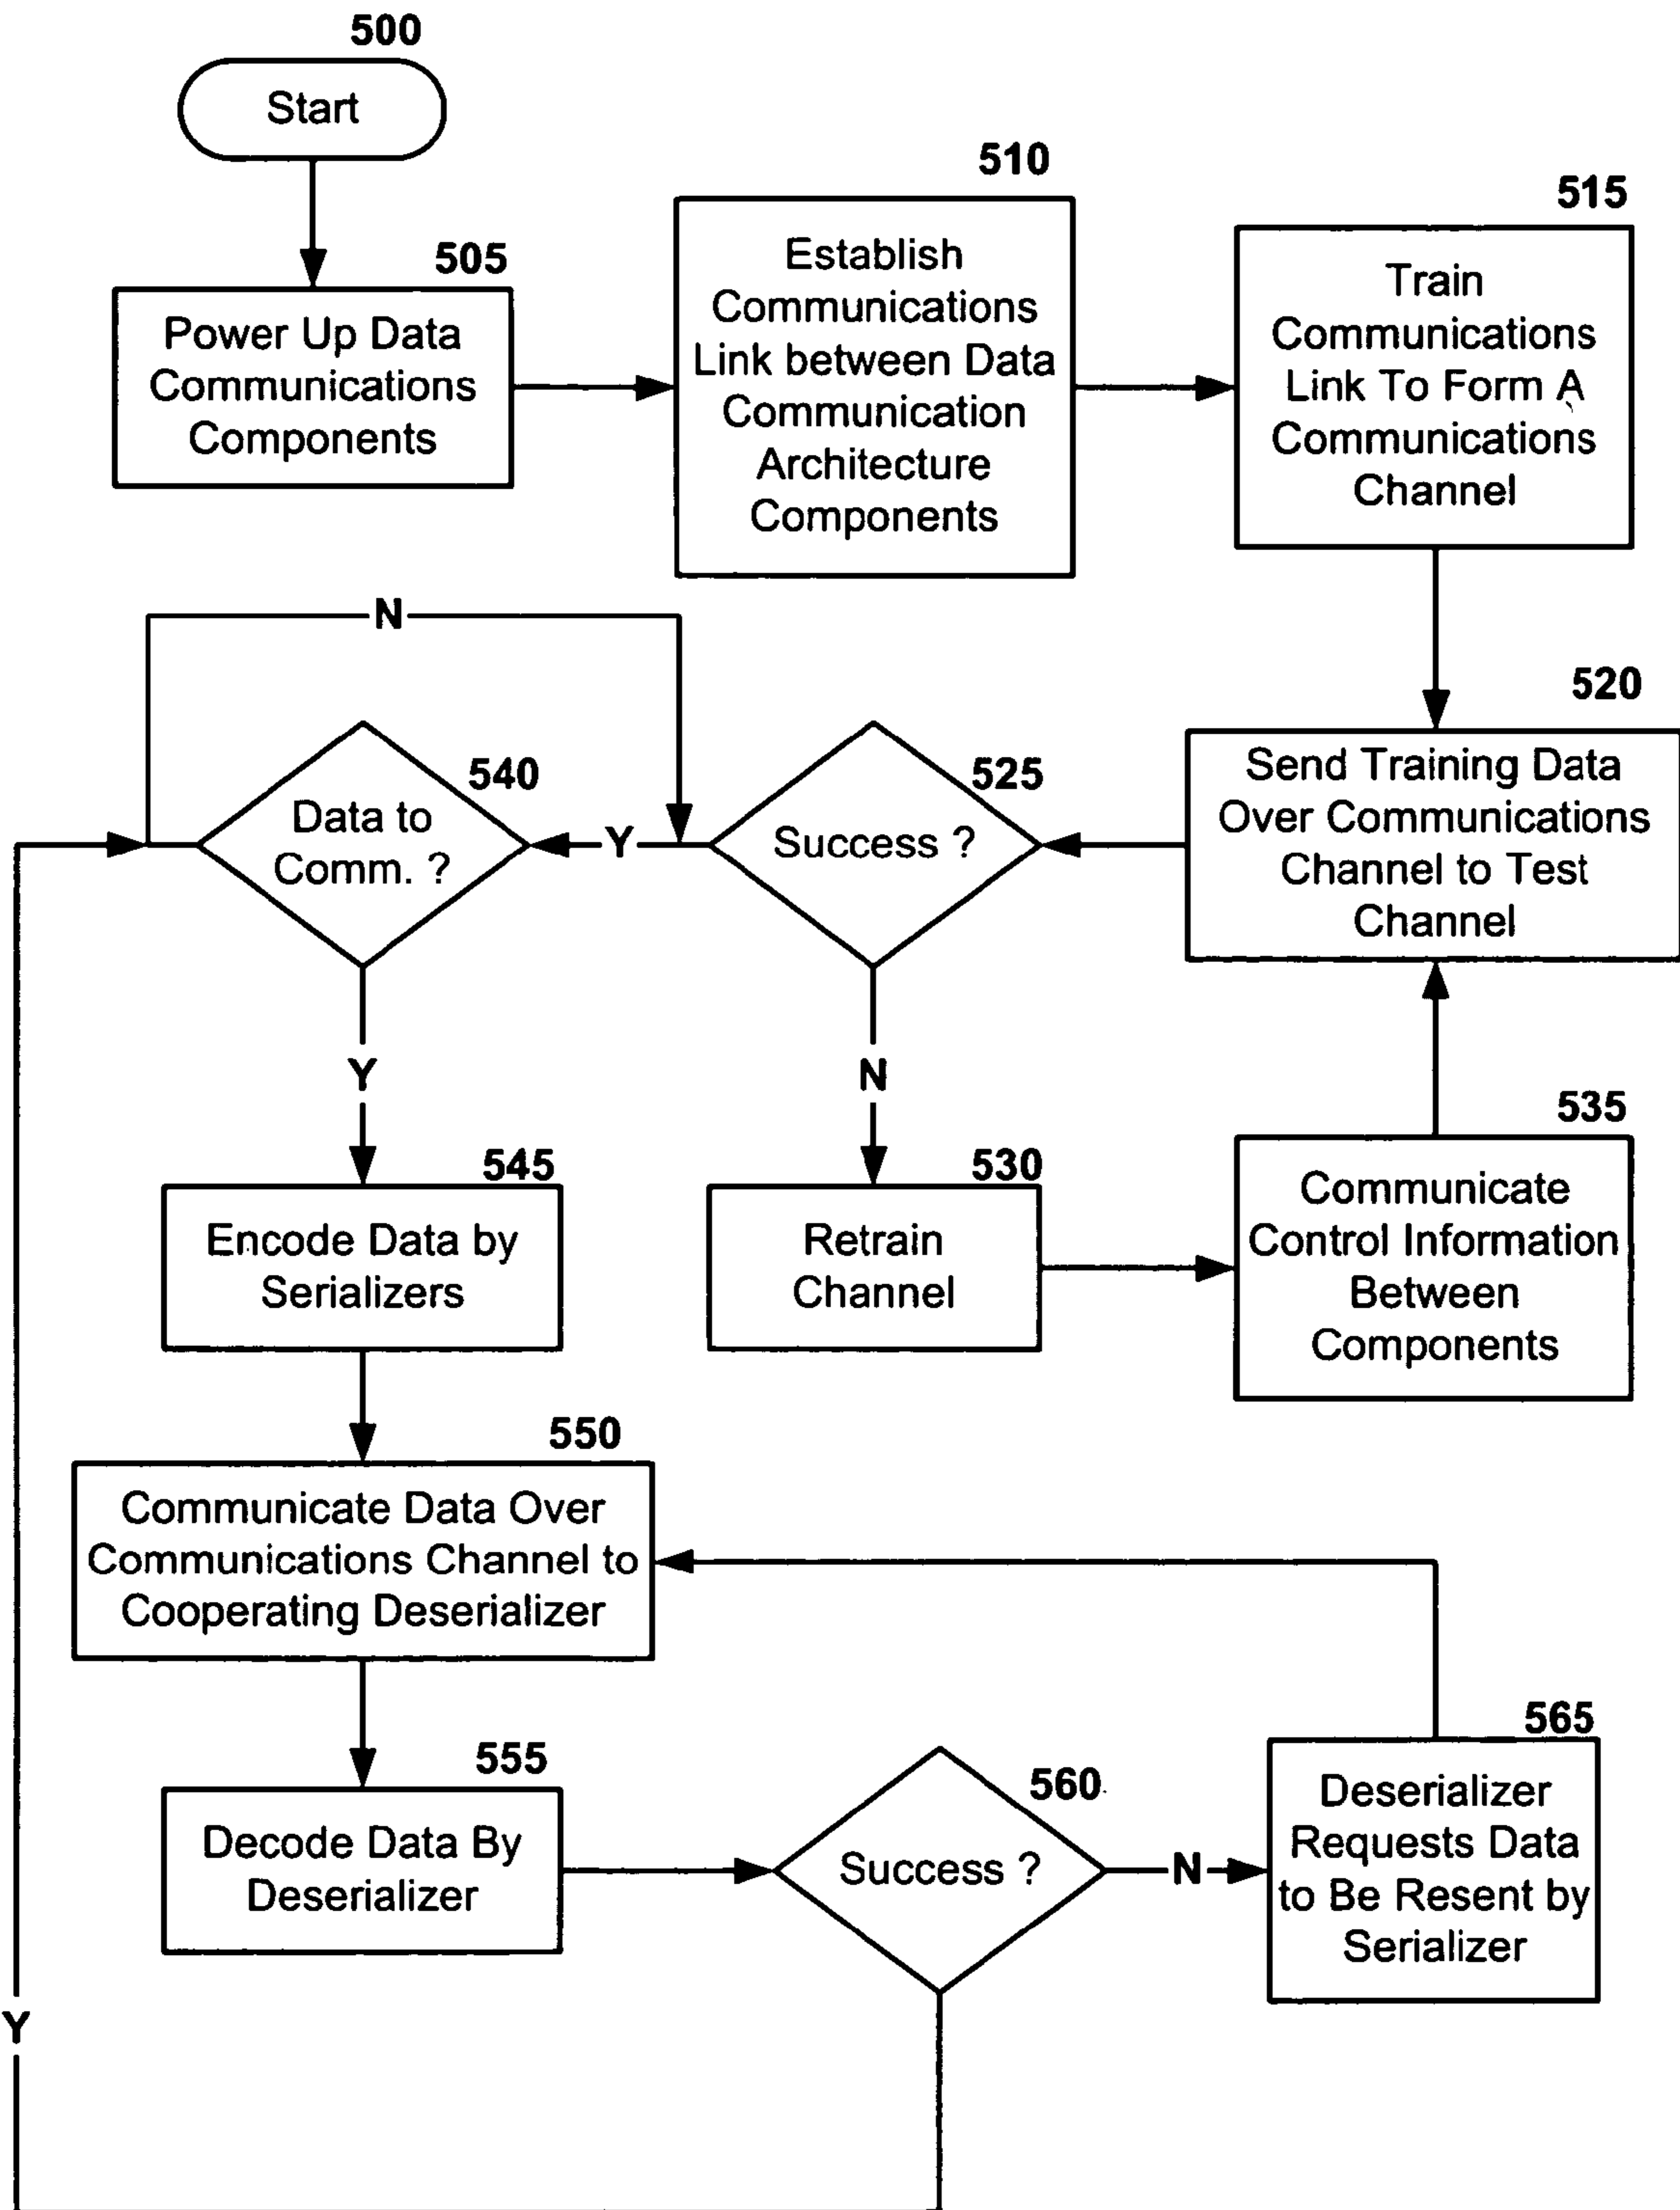 500
Start
505
Power Up Data
Communications
Components
510
Establish
Communications
Link between Data
Communication
Architecture
Components
515
Train
Communications
Link To Form A
Communications
Channel
520
Send Training Data
Over Communications
Channel to Test
Channel
525
Success ?
Y
N
530
Retrain
Channel
535
Communicate
Control Information
Between
Components
540
Data to
Comm. ?
N
Y
545
Encode Data by
Serializers
550
Communicate Data Over
Communications Channel to
Cooperating Deserializer
555
Decode Data By
Deserializer
560
Success ?
N
565
Deserializer
Requests Data
to Be Resent by
Serializer
Y